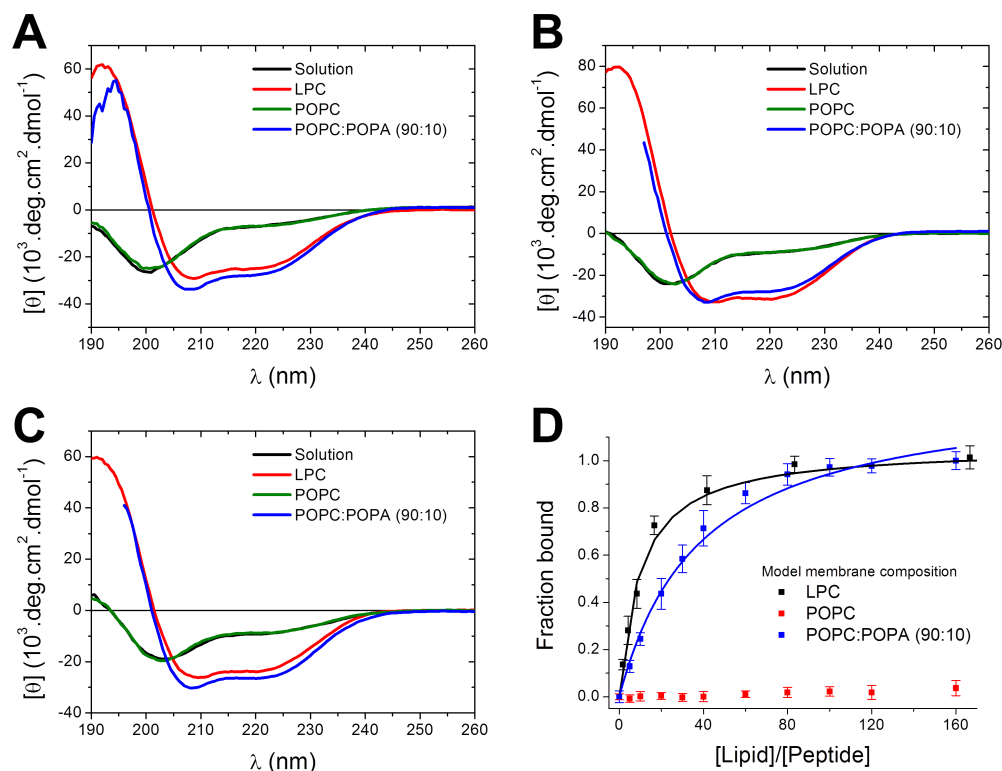 A
[θ] (10³.deg.cm².dmol⁻¹)
60
40
20
0
-20
-40
190 200 210 220 230 240 250 260
λ (nm)
Solution
LPC
POPC
POPC:POPA (90:10)
B
[θ] (10³.deg.cm².dmol⁻¹)
80
60
40
20
0
-20
-40
190 200 210 220 230 240 250 260
λ (nm)
Solution
LPC
POPC
POPC:POPA (90:10)
C
[θ] (10³.deg.cm².dmol⁻¹)
60
40
20
0
-20
-40
190 200 210 220 230 240 250 260
λ (nm)
Solution
LPC
POPC
POPC:POPA (90:10)
D
Fraction bound
1.0
0.8
0.6
0.4
0.2
0.0
0 40 80 120 160
[Lipid]/[Peptide]
Model membrane composition
LPC
POPC
POPC:POPA (90:10)